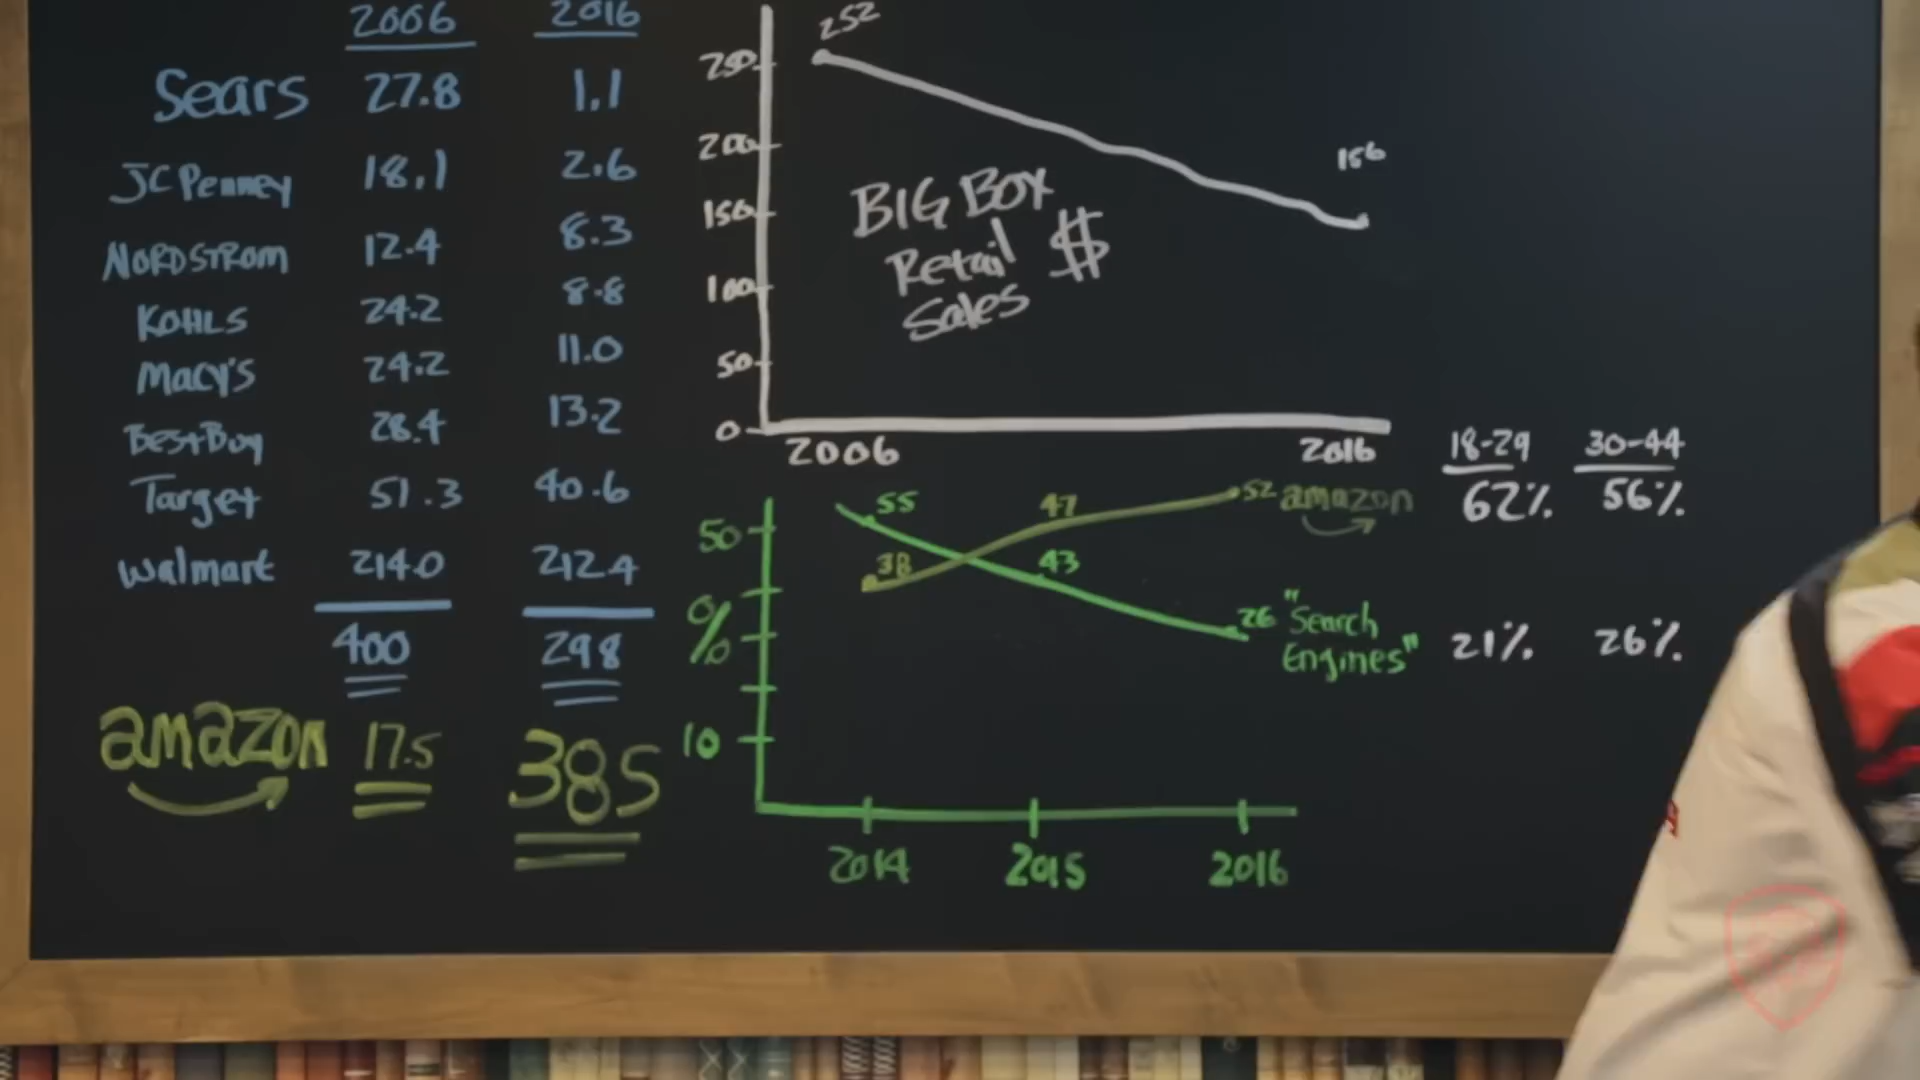 2006 2016
Sears 27.8 1.1
JC Penney 18.1 2.6
NORDSTROM 12.4 8.3
KOHLS 24.2 8.8
Macy's 24.2 11.0
BestBuy 28.4 13.2
Target 51.3 40.6
Walmart 214.0 212.4
400 298
amazon 17.5 385
252
250
200
150
100
50
0
156
BIG BOX
Retail $
Sales
2006 2016
18-29 30-44
50
%
10
55 47 52 amazon 62% 56%
38 43 26 "Search
Engines" 21% 26%
2014 2015 2016